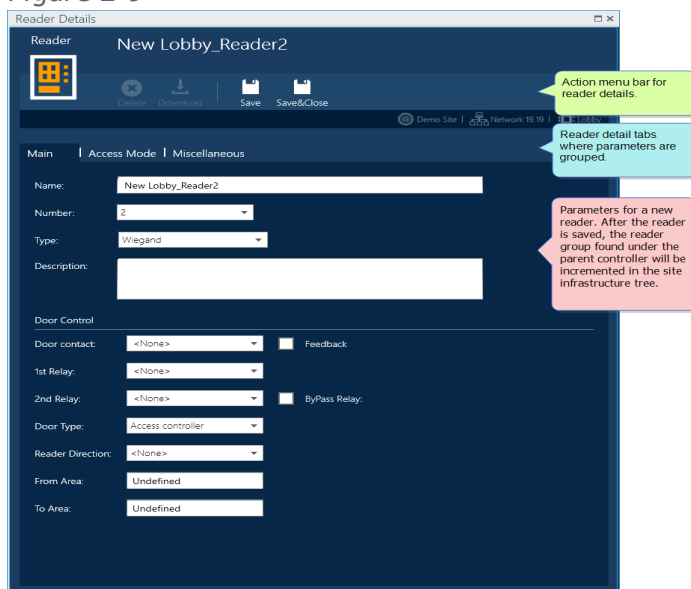 Reader Details
Reader
New Lobby_Reader2
Delete Download Save Save&Close
Action menu bar for
reader details.
Demo Site | Network 19.19 | Lobby
Reader detail tabs
where parameters are
grouped.
Main | Access Mode | Miscellaneous
Name: New Lobby_Reader2
Number: 2
Type: Wiegand
Description:
Parameters for a new
reader. After the reader
is saved, the reader
group found under the
parent controller will be
incremented in the site
infrastructure tree.
Door Control
Door contact: <None> Feedback
1st Relay: <None>
2nd Relay: <None> ByPass Relay:
Door Type: Access controller
Reader Direction: <None>
From Area: Undefined
To Area: Undefined